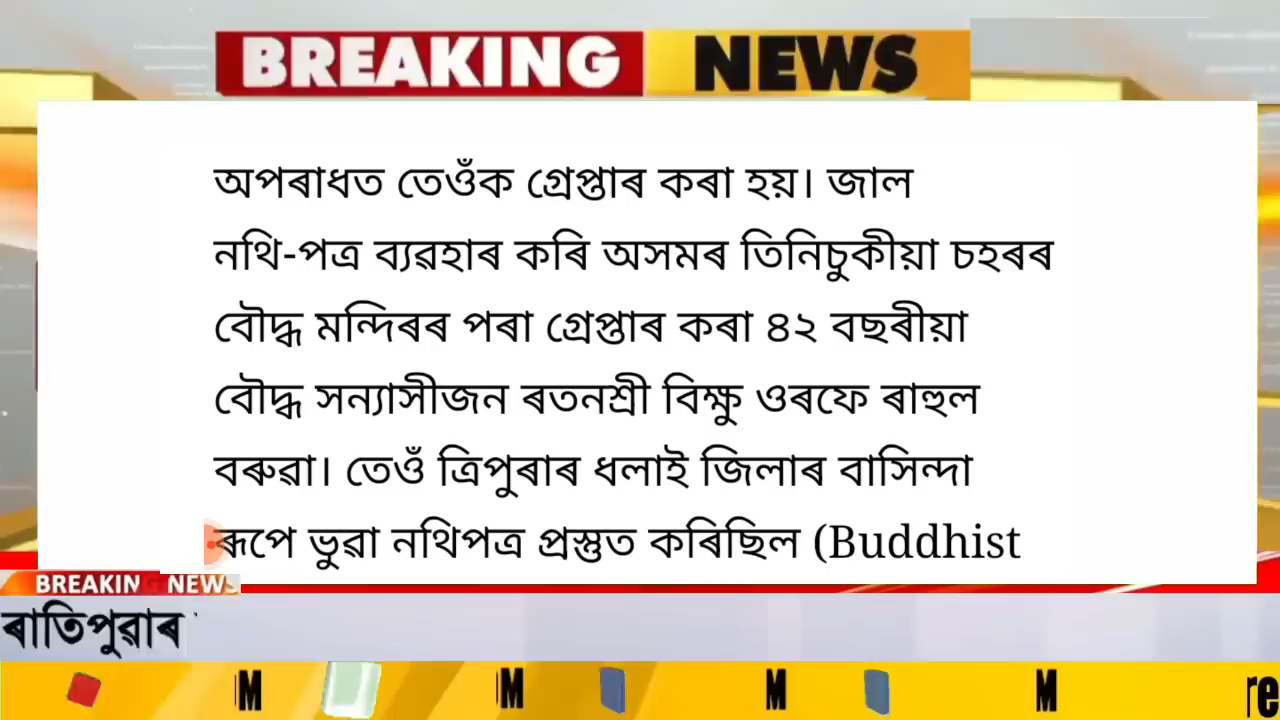 BREAKING NEWS
অপৰাধত তেওঁক গ্ৰেপ্তাৰ কৰা হয়। জাল
নথি-পত্ৰ ব্যৱহাৰ কৰি অসমৰ তিনিচুকীয়া চহৰৰ
বৌদ্ধ মন্দিৰৰ পৰা গ্ৰেপ্তাৰ কৰা ৪২ বছৰীয়া
বৌদ্ধ সন্যাসীজন ৰতনশ্ৰী বিক্ষু ওৰফে ৰাহুল
বৰুৱা। তেওঁ ত্ৰিপুৰাৰ ধলাই জিলাৰ বাসিন্দা
ৰূপে ভুৱা নথিপত্ৰ প্ৰস্তুত কৰিছিল (Buddhist
BREAKING NEWS
ৰাতিপুৱাৰ
M M M M re